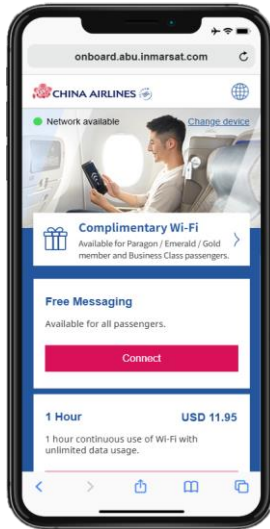 onboard.abu.inmarsat.com
CHINA AIRLINES
Network available
Change device
Complimentary Wi-Fi
Available for Paragon / Emerald / Gold
member and Business Class passengers.
Free Messaging
Available for all passengers.
Connect
1 Hour
USD 11.95
1 hour continuous use of Wi-Fi with
unlimited data usage.